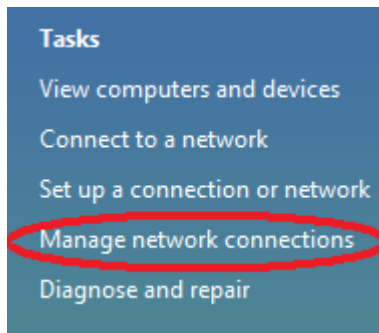 Tasks
View computers and devices
Connect to a network
Set up a connection or network
Manage network connections
Diagnose and repair